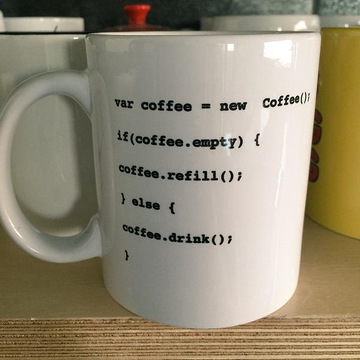 var coffee = new Coffee();
if(coffee.empty) {
coffee.refill();
} else {
coffee.drink();
}